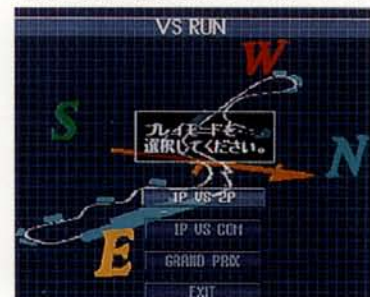 VS RUN
W
S
プレイモードを
選択してください。
N
1P VS 2P
E
1P VS COM
GRAND PRIX
EXIT